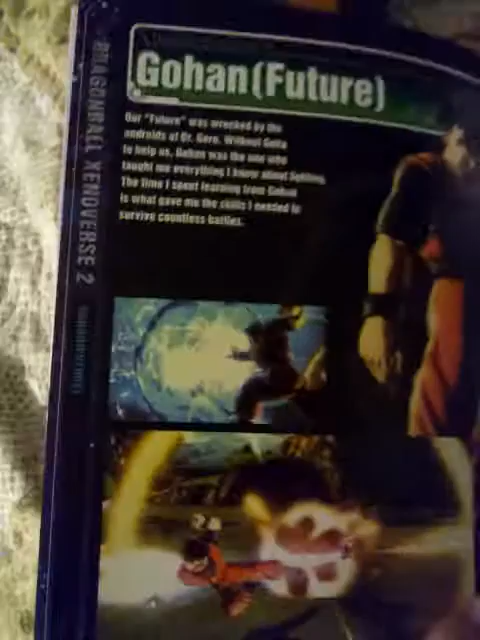 Gohan (Future)
Our "Future" was wrecked by the
androids of Dr. Gero. Without Goku
to help us, Gohan was the one who
taught me everything I know about fighting.
The time I spent learning from Gohan
is what gave me the skills I needed to
survive countless battles.
DRAGONBALL XENOVERSE 2